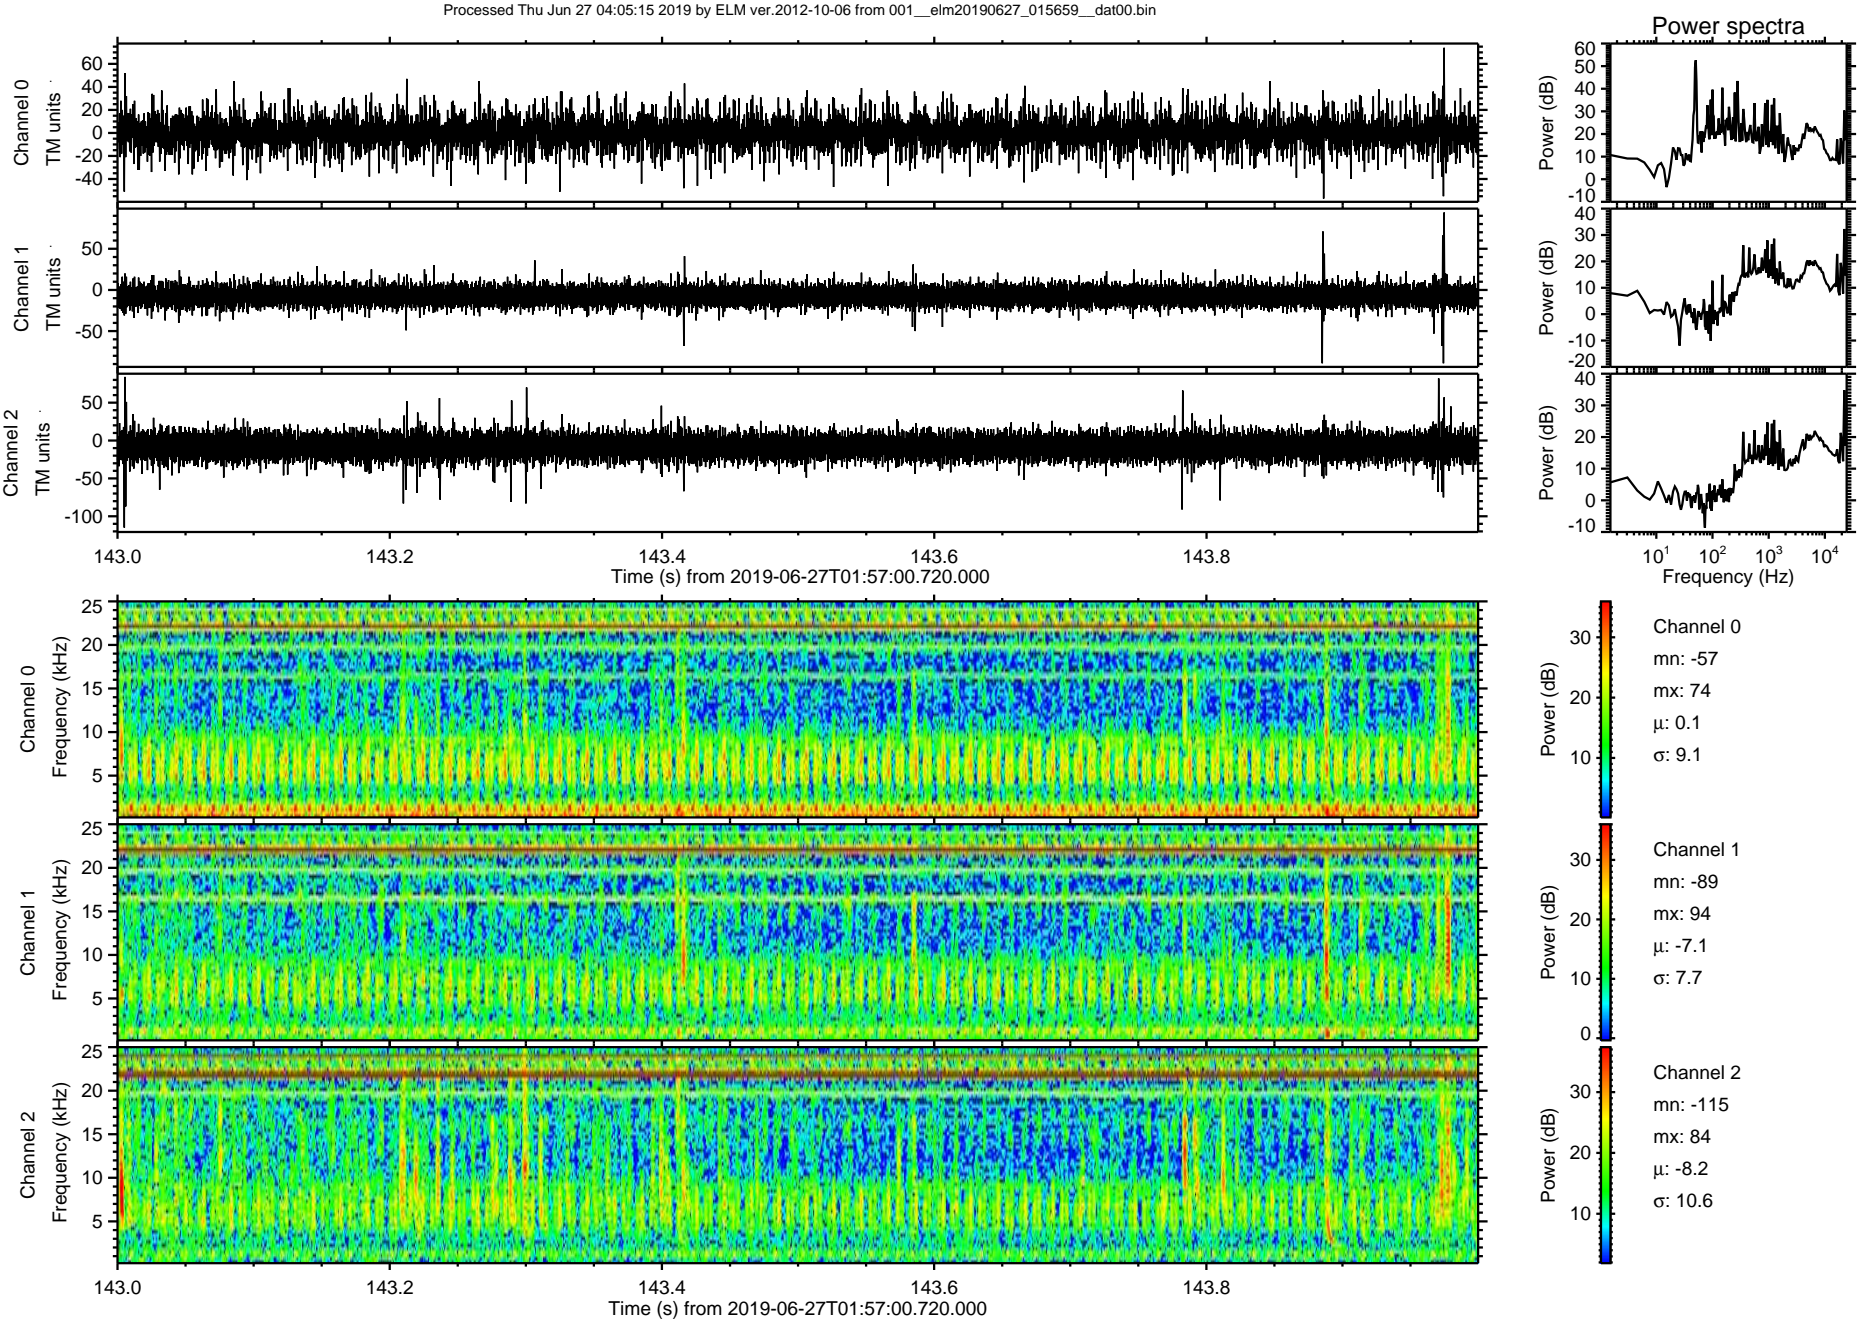 Processed Thu Jun 27 04:05:15 2019 by ELM ver.2012-10-06 from 001__elm20190627_015659__dat00.bin
Power spectra
Channel 0
TM units
60
40
20
0
-20
-40
Power (dB)
60
50
40
30
20
10
0
-10
Channel 1
TM units
50
0
-50
Power (dB)
40
30
20
10
0
-10
-20
Channel 2
TM units
50
0
-50
-100
Power (dB)
40
30
20
10
0
-10
143.0 143.2 143.4 143.6 143.8
Time (s) from 2019-06-27T01:57:00.720.000
10^1 10^2 10^3 10^4
Frequency (Hz)
Channel 0
Frequency (kHz)
25
20
15
10
5
Power (dB)
30
20
10
Channel 0
mn: -57
mx: 74
μ: 0.1
σ: 9.1
Channel 1
Frequency (kHz)
25
20
15
10
5
Power (dB)
30
20
10
0
Channel 1
mn: -89
mx: 94
μ: -7.1
σ: 7.7
Channel 2
Frequency (kHz)
25
20
15
10
5
Power (dB)
30
20
10
Channel 2
mn: -115
mx: 84
μ: -8.2
σ: 10.6
143.0 143.2 143.4 143.6 143.8
Time (s) from 2019-06-27T01:57:00.720.000